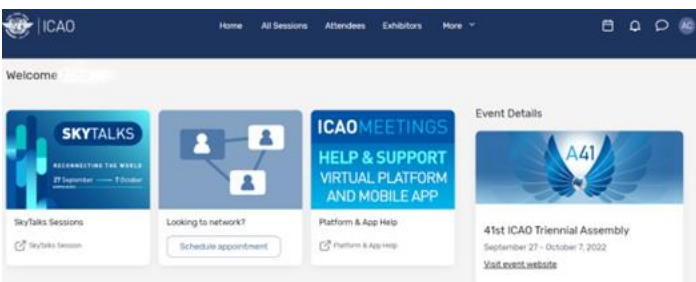 ICAO
Home All Sessions Attendees Exhibitors More
AC
Welcome
SKYTALKS
RECONNECTING THE WORLD
27 September 7 October
SkyTalks Sessions
SkyTalks Session
Looking to network?
Schedule appointment
ICAOMEETINGS
HELP & SUPPORT
VIRTUAL PLATFORM
AND MOBILE APP
Platform & App Help
Platform & App Help
Event Details
A41
41st ICAO Triennial Assembly
September 27 - October 7, 2022
Visit event website